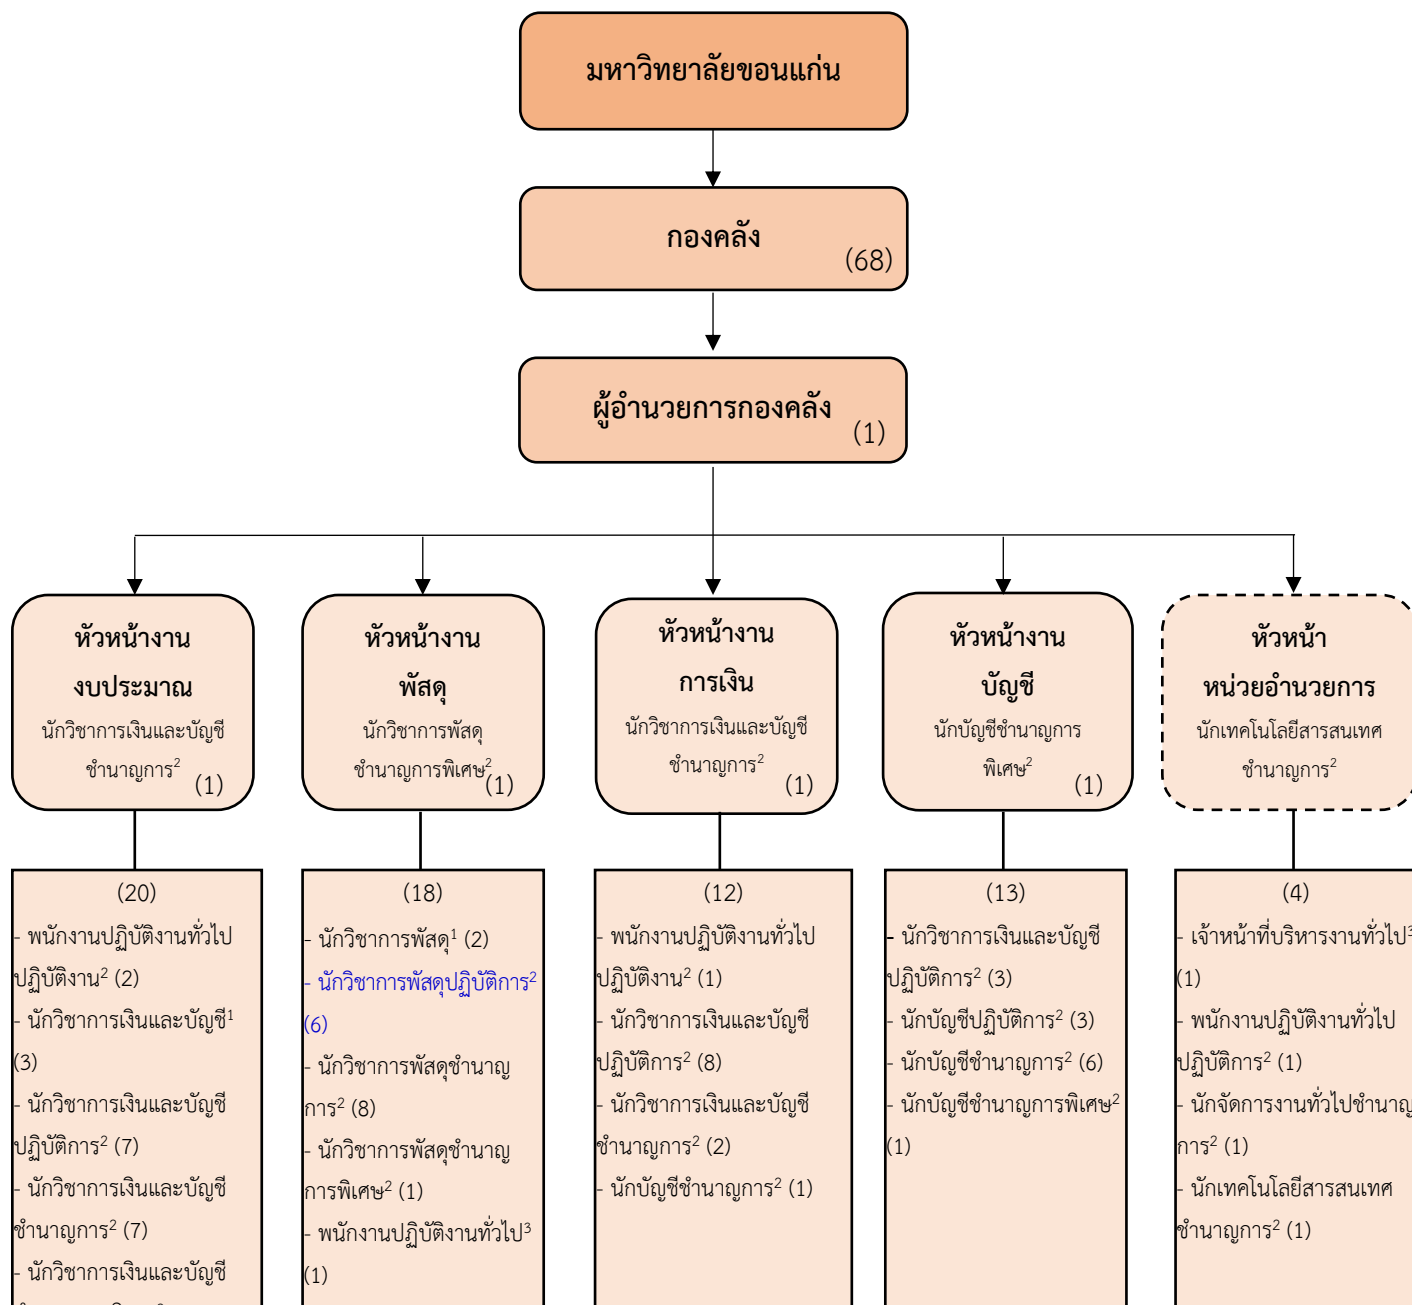 มหาวิทยาลัยขอนแก่น
กองคลัง
(68)
ผู้อำนวยการกองคลัง
(1)
หัวหน้างาน
งบประมาณ
นักวิชาการเงินและบัญชี
ชำนาญการ²
(1)
หัวหน้างาน
พัสดุ
นักวิชาการพัสดุ
ชำนาญการพิเศษ²
(1)
หัวหน้างาน
การเงิน
นักวิชาการเงินและบัญชี
ชำนาญการ²
(1)
หัวหน้างาน
บัญชี
นักบัญชีชำนาญการ
พิเศษ²
(1)
หัวหน้า
หน่วยอำนวยการ
นักเทคโนโลยีสารสนเทศ
ชำนาญการ²
(20)
- พนักงานปฏิบัติงานทั่วไป
ปฏิบัติงาน² (2)
- นักวิชาการเงินและบัญชี¹
(3)
- นักวิชาการเงินและบัญชี
ปฏิบัติการ² (7)
- นักวิชาการเงินและบัญชี
ชำนาญการ² (7)
- นักวิชาการเงินและบัญชี
(18)
- นักวิชาการพัสดุ¹ (2)
- นักวิชาการพัสดุปฏิบัติการ²
(6)
- นักวิชาการพัสดุชำนาญ
การ² (8)
- นักวิชาการพัสดุชำนาญ
การพิเศษ² (1)
- พนักงานปฏิบัติงานทั่วไป³
(1)
(12)
- พนักงานปฏิบัติงานทั่วไป
ปฏิบัติงาน² (1)
- นักวิชาการเงินและบัญชี
ปฏิบัติการ² (8)
- นักวิชาการเงินและบัญชี
ชำนาญการ² (2)
- นักบัญชีชำนาญการ² (1)
(13)
- นักวิชาการเงินและบัญชี
ปฏิบัติการ² (3)
- นักบัญชีปฏิบัติการ² (3)
- นักบัญชีชำนาญการ² (6)
- นักบัญชีชำนาญการพิเศษ²
(1)
(4)
- เจ้าหน้าที่บริหารงานทั่วไป³
(1)
- พนักงานปฏิบัติงานทั่วไป
ปฏิบัติการ² (1)
- นักจัดการงานทั่วไปชำนาญ
การ² (1)
- นักเทคโนโลยีสารสนเทศ
ชำนาญการ² (1)